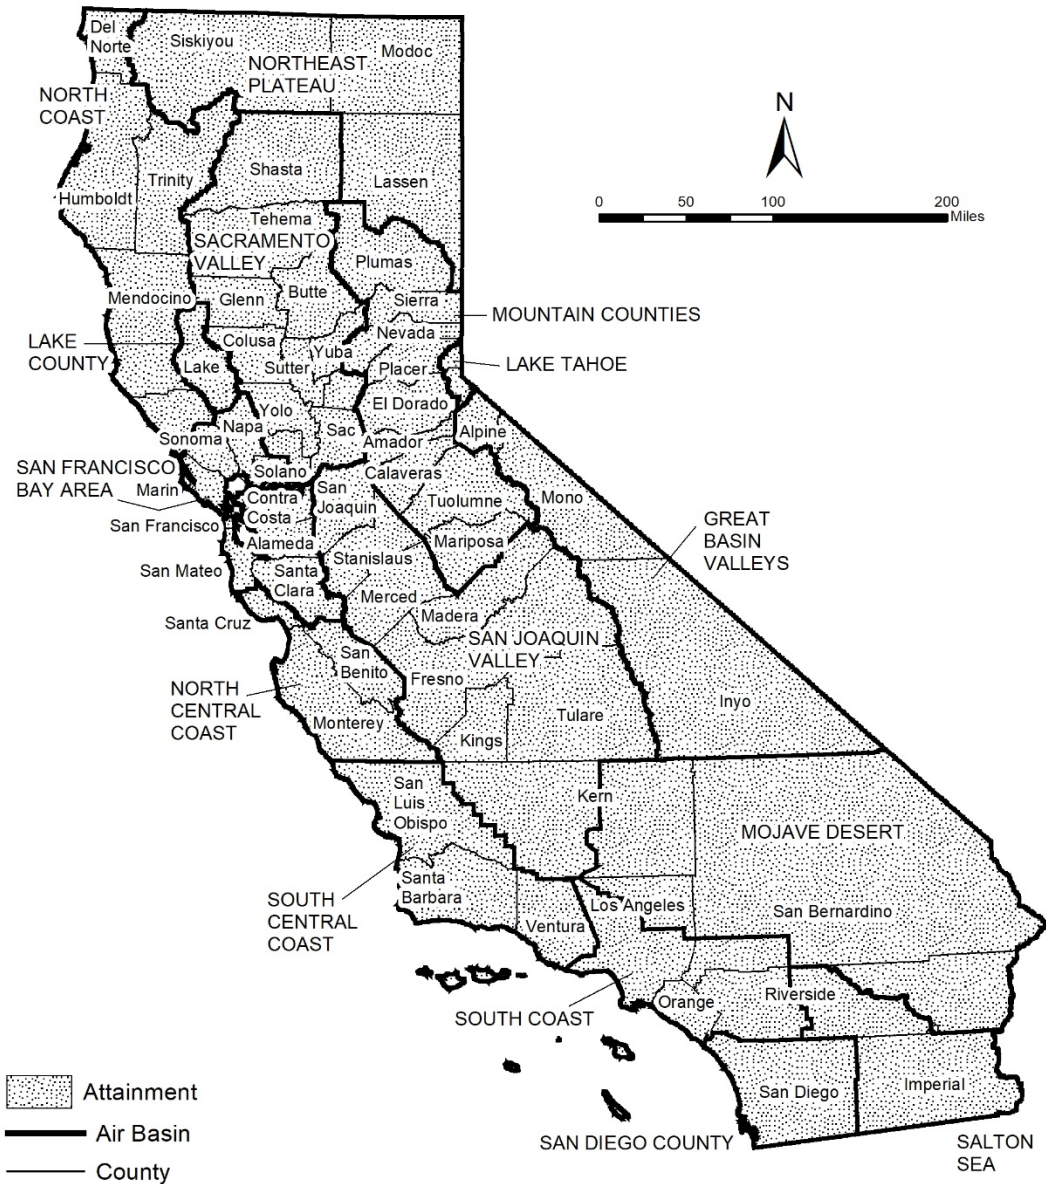 Del
Norte
Siskiyou
Modoc
NORTHEAST
PLATEAU
NORTH
COAST
N
Shasta
Trinity
Lassen
Humboldt
0 50 100 200
Miles
Tehema
SACRAMENTO
VALLEY
Plumas
Mendocino
Glenn
Butte
Sierra
MOUNTAIN COUNTIES
Nevada
LAKE
COUNTY
Colusa
Yuba
Lake
Sutter
Placer
LAKE TAHOE
El Dorado
Yolo
Napa
Sac
Sonoma
Amador
Alpine
SAN FRANCISCO
BAY AREA
Solano
Calaveras
Marin
Contra
Costa
San
Joaquin
Tuolumne
Mono
San Francisco
GREAT
BASIN
VALLEYS
Alameda
Mariposa
Stanislaus
San Mateo
Santa
Clara
Merced
Madera
Santa Cruz
SAN JOAQUIN
VALLEY
San
Benito
Fresno
NORTH
CENTRAL
COAST
Monterey
Tulare
Inyo
Kings
San
Luis
Obispo
Kern
MOJAVE DESERT
Santa
Barbara
SOUTH
CENTRAL
COAST
Los Angeles
San Bernardino
Ventura
Orange
Riverside
SOUTH COAST
San Diego
Imperial
Attainment
Air Basin
County
SAN DIEGO COUNTY
SALTON
SEA